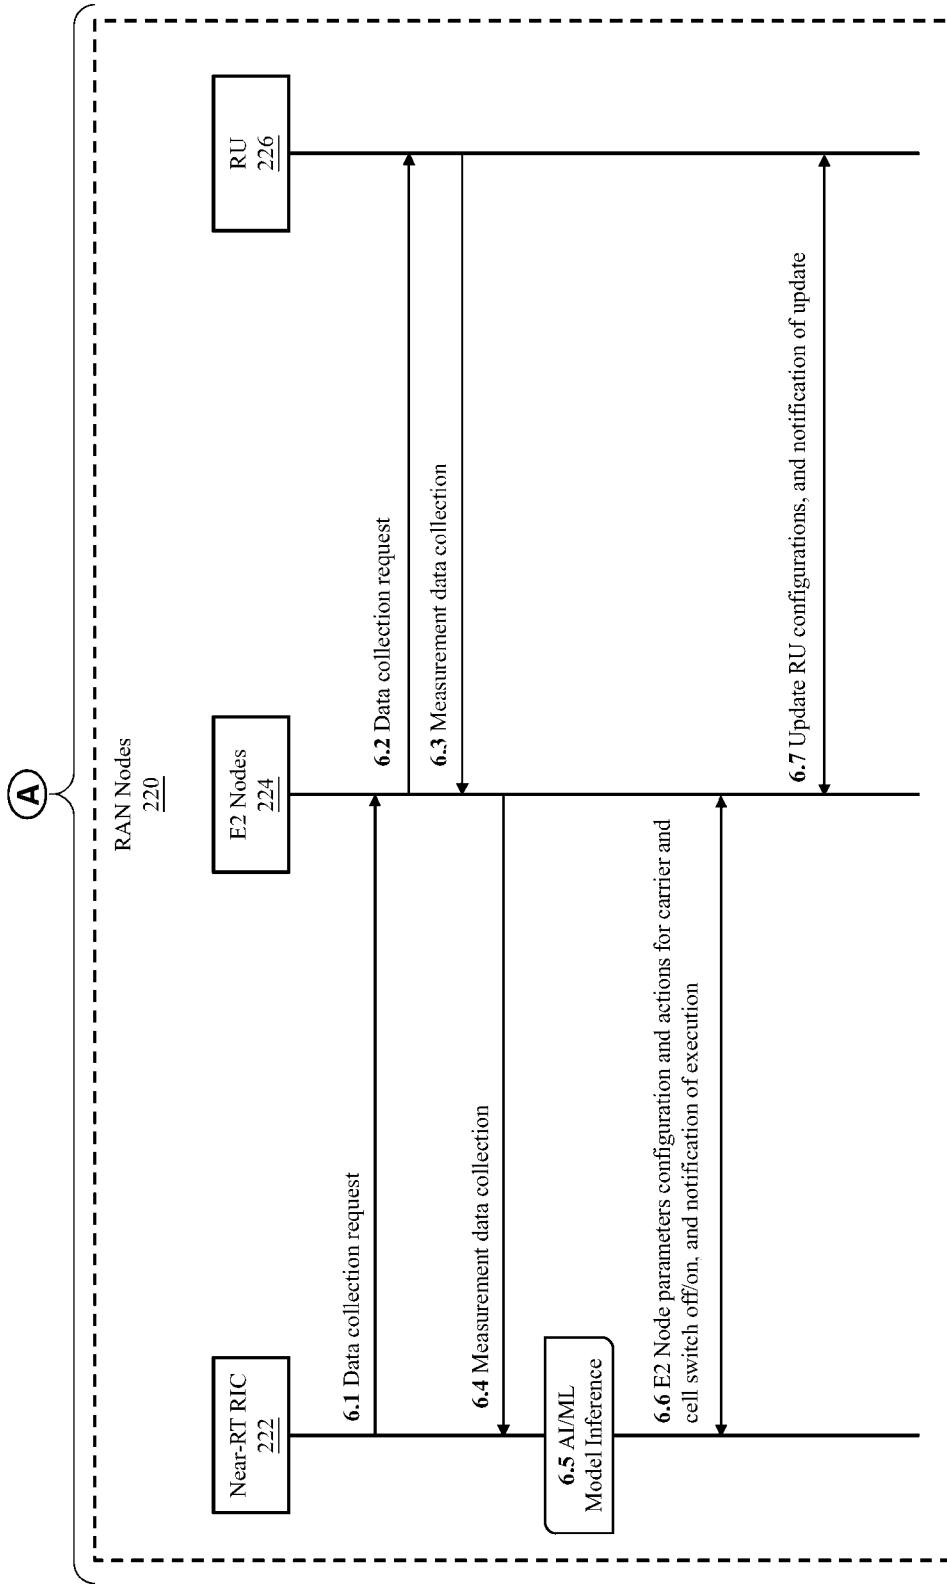 A
RAN Nodes
220
Near-RT RIC
222
E2 Nodes
224
RU
226
6.1 Data collection request
6.2 Data collection request
6.3 Measurement data collection
6.4 Measurement data collection
6.5 AI/ML
Model Inference
6.6 E2 Node parameters configuration and actions for carrier and
cell switch off/on, and notification of execution
6.7 Update RU configurations, and notification of update